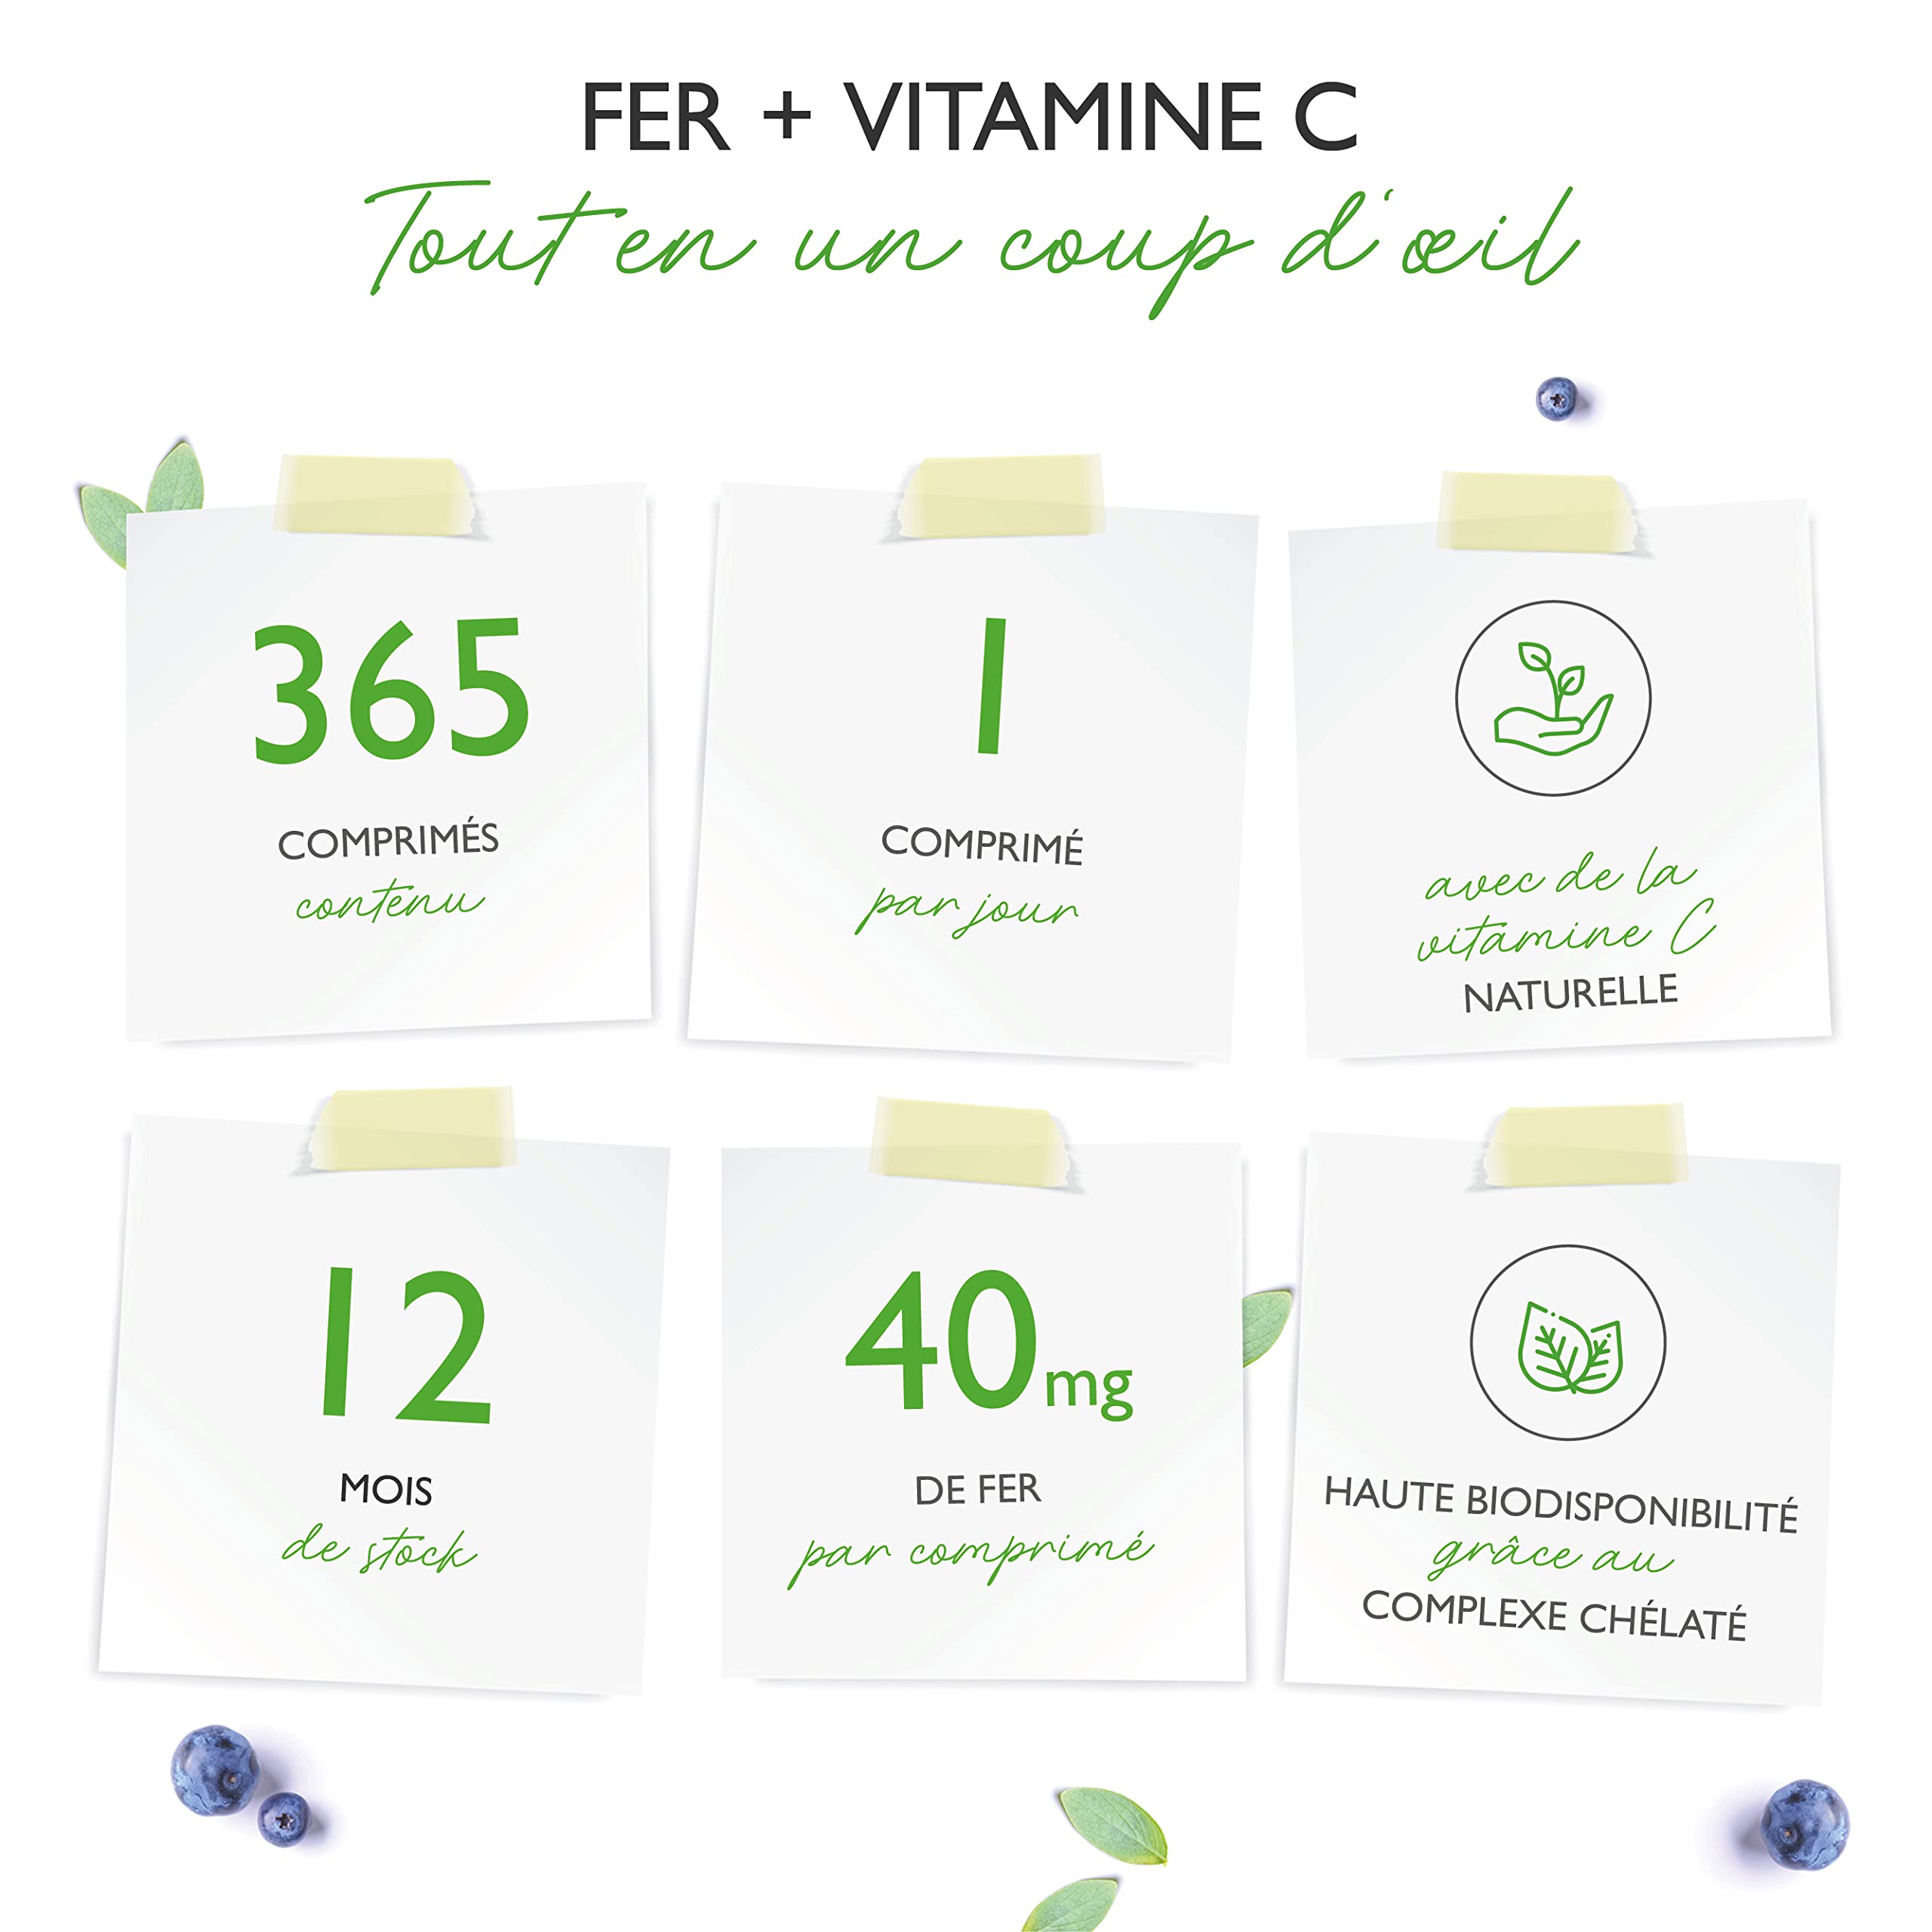 FER + VITAMINE C
Tout en un coup d'œil
365
COMPRIMÉS
contenu
1
COMPRIMÉ
par jour
avec de la
vitamine C
NATURELLE
12
MOIS
de stock
40mg
DE FER
par comprimé
HAUTE BIODISPONIBILITÉ
grâce au
COMPLEXE CHÉLATÉ